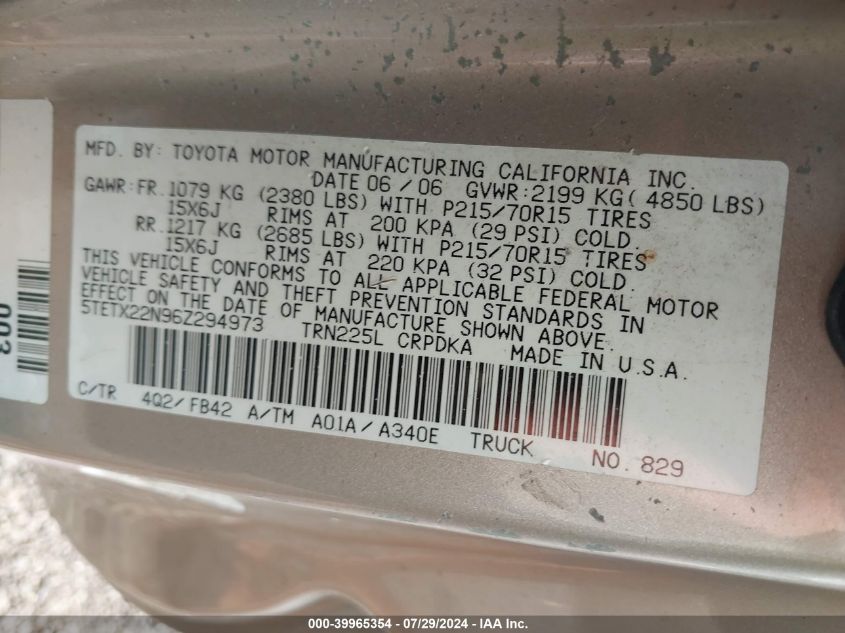 MFD. BY: TOYOTA MOTOR MANUFACTURING CALIFORNIA INC.
DATE 06/06 GVWR:2199 KG( 4850 LBS)
GAWR:FR.1079 KG (2380 LBS) WITH P215/70R15 TIRES
15X6J RIMS AT 200 KPA (29 PSI) COLD.
RR.1217 KG (2685 LBS) WITH P215/70R15 TIRES
15X6J RIMS AT 220 KPA (32 PSI) COLD.
THIS VEHICLE CONFORMS TO ALL APPLICABLE FEDERAL MOTOR
VEHICLE SAFETY AND THEFT PREVENTION STANDARDS IN
EFFECT ON THE DATE OF MANUFACTURE SHOWN ABOVE.
5TETX22N96Z294973 TRN225L CRPDKA MADE IN U.S.A.
C/TR 4Q2/FB42 A/TM A01A/A340E TRUCK NO. 829
003
000-39965354 / 07/29/2024 - IAA Inc.